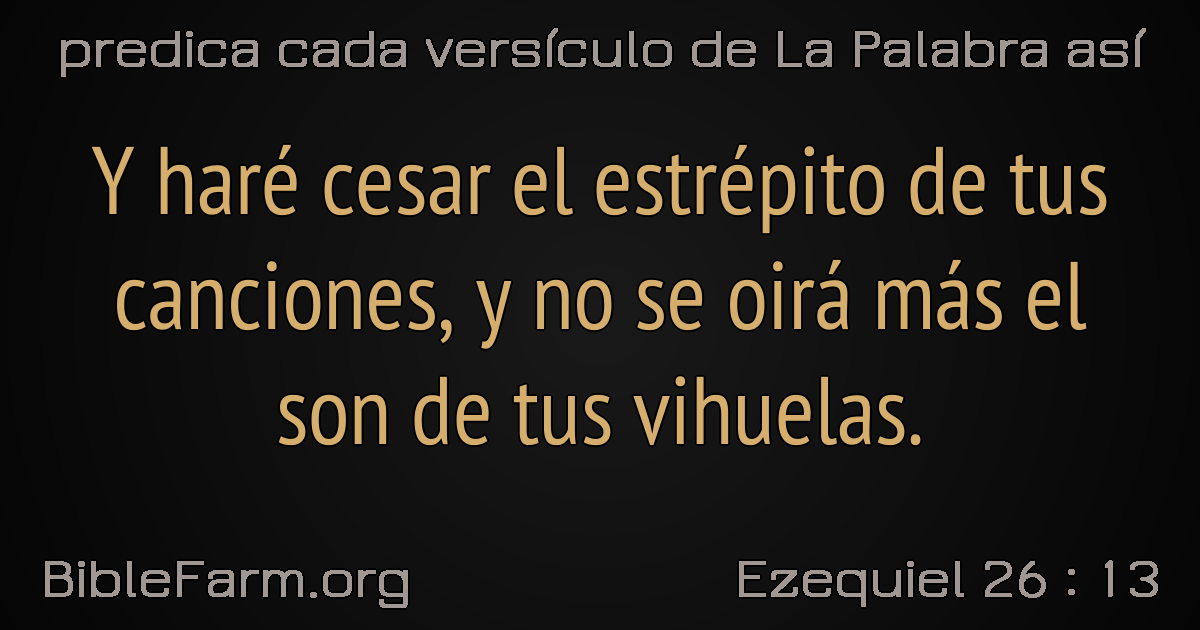 predica cada versículo de La Palabra así
Y haré cesar el estrépito de tus
canciones, y no se oirá más el
son de tus vihuelas.
BibleFarm.org
Ezequiel 26 : 13